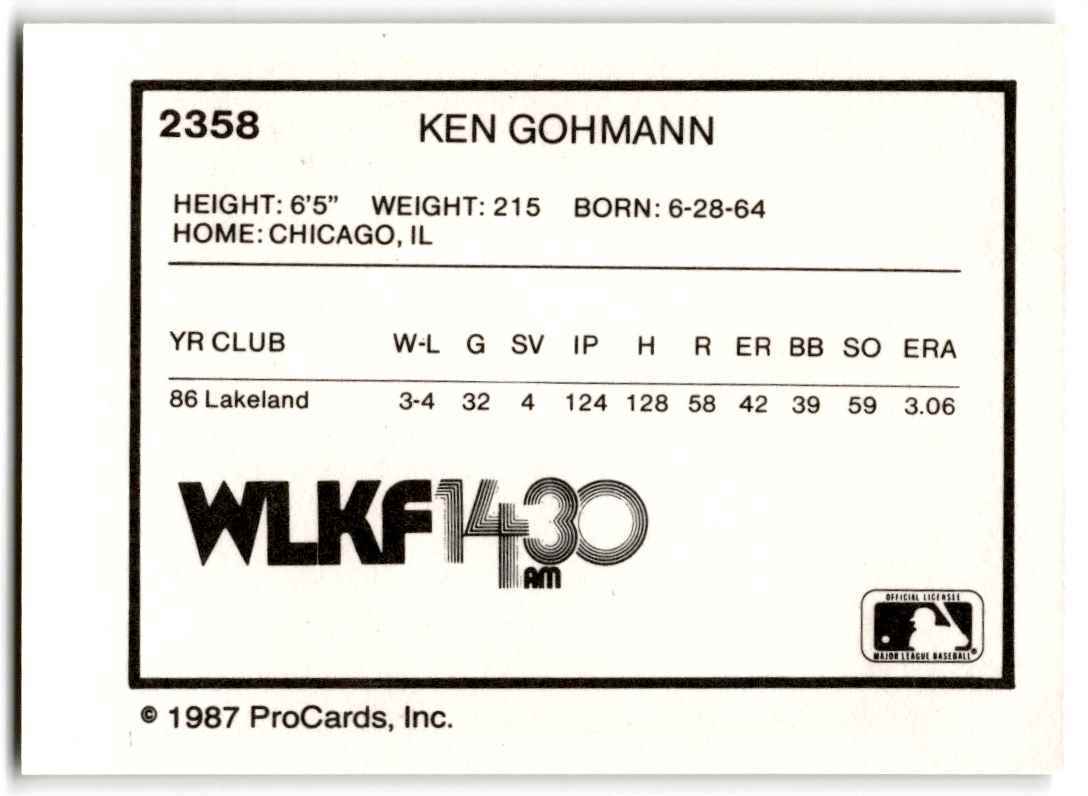 2358 KEN GOHMANN
HEIGHT: 6'5" WEIGHT: 215 BORN: 6-28-64
HOME: CHICAGO, IL
YR CLUB W-L G SV IP H R ER BB SO ERA
86 Lakeland 3-4 32 4 124 128 58 42 39 59 3.06
WLKF 1430
AM
OFFICIAL LICENSEE
MAJOR LEAGUE BASEBALL®
© 1987 ProCards, Inc.